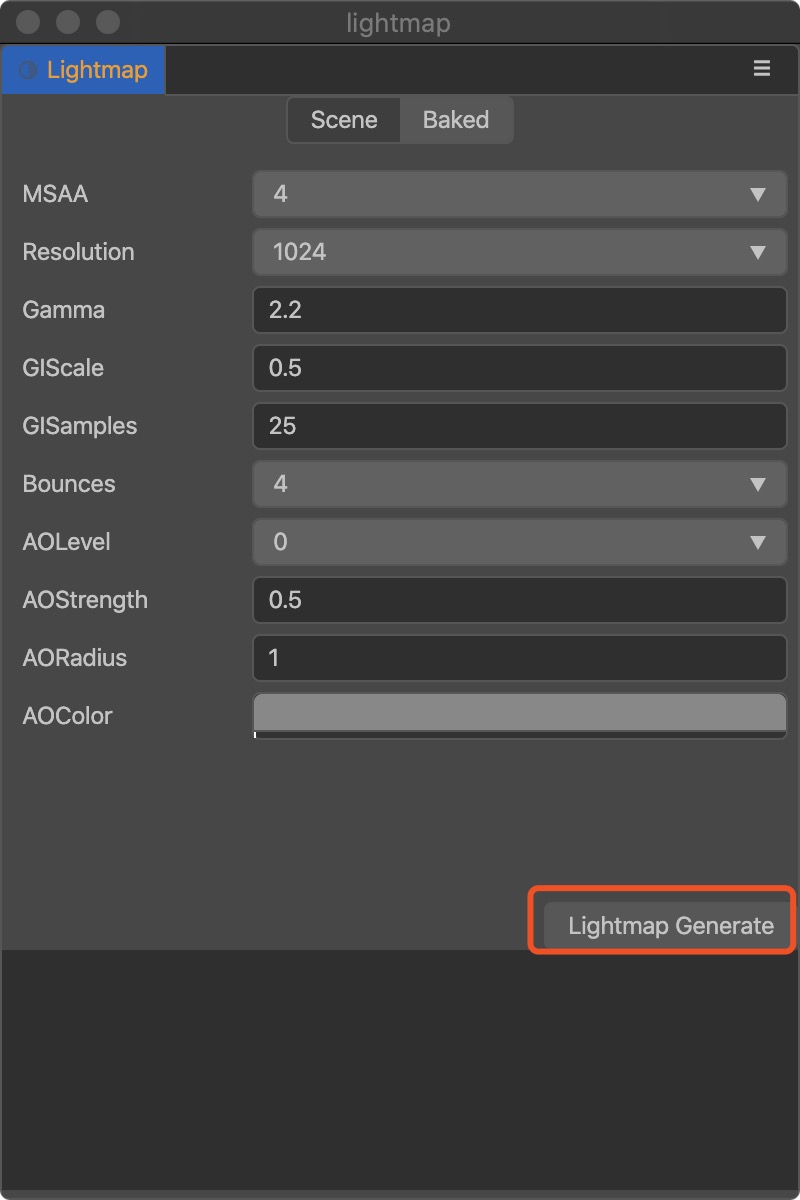 lightmap
Lightmap
Scene Baked
MSAA 4
Resolution 1024
Gamma 2.2
GIScale 0.5
GISamples 25
Bounces 4
AOLevel 0
AOStrength 0.5
AORadius 1
AOColor
Lightmap Generate